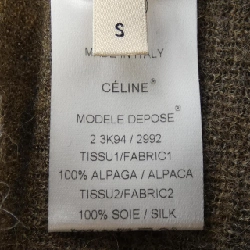 S
MADE IN ITALY
CÉLINE®
MODELE DEPOSE®
2 3K94 / 2992
TISSU1/FABRIC1
100% ALPAGA / ALPACA
TISSU2/FABRIC2
100% SOIE / SILK